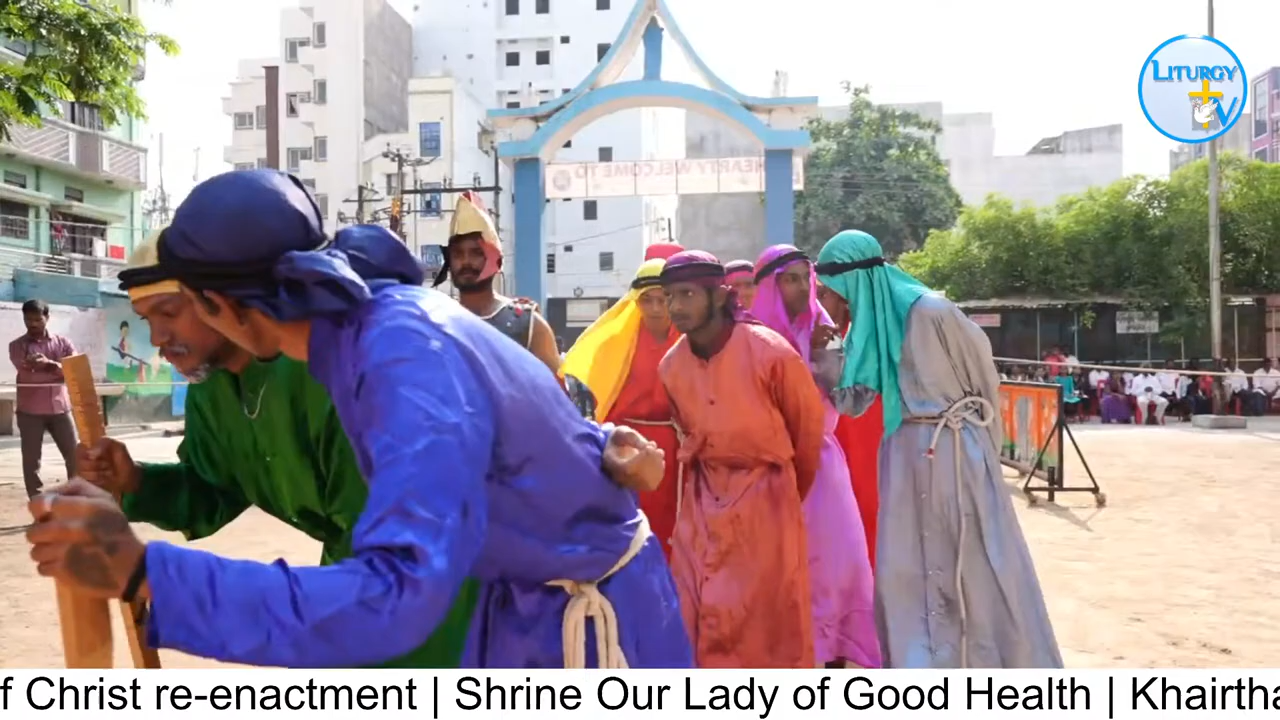 LITURGY
TV
HEARTY WELCOME TO
f Christ re-enactment | Shrine Our Lady of Good Health | Khairtha